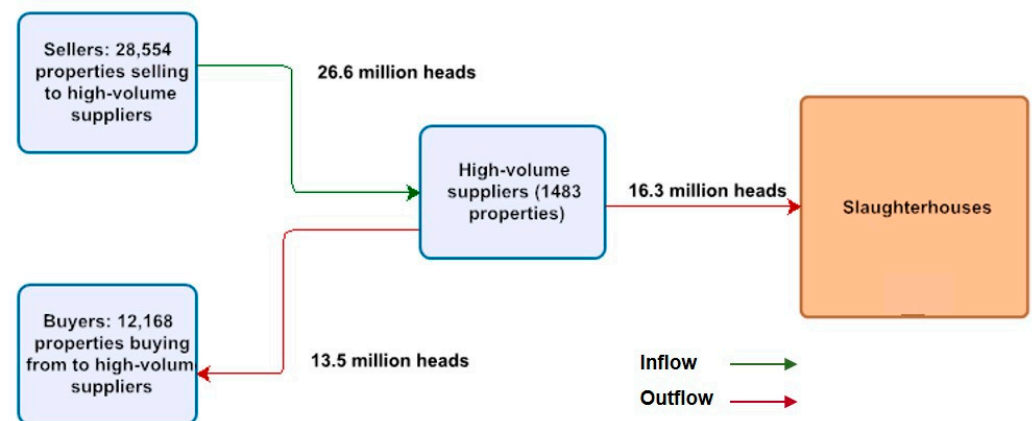 Sellers: 28,554
properties selling
to high-volume
suppliers
26.6 million heads
High-volume
suppliers (1483
properties)
16.3 million heads
Slaughterhouses
Buyers: 12,168
properties buying
from to high-volum
suppliers
13.5 million heads
Inflow
Outflow